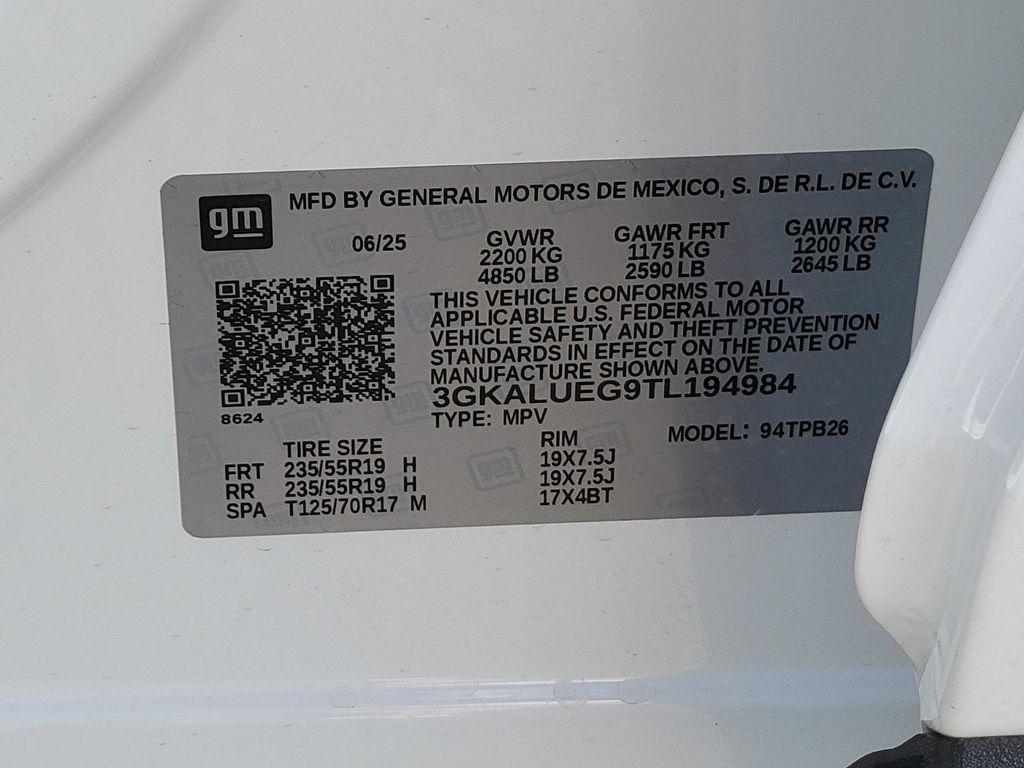 gm
MFD BY GENERAL MOTORS DE MEXICO, S. DE R.L. DE C.V.
06/25
GVWR
2200 KG
4850 LB
GAWR FRT
1175 KG
2590 LB
GAWR RR
1200 KG
2645 LB
THIS VEHICLE CONFORMS TO ALL
APPLICABLE U.S. FEDERAL MOTOR
VEHICLE SAFETY AND THEFT PREVENTION
STANDARDS IN EFFECT ON THE DATE OF
MANUFACTURE SHOWN ABOVE.
3GKALUEG9TL194984
8624
TYPE: MPV
MODEL: 94TPB26
TIRE SIZE RIM
FRT 235/55R19 H 19X7.5J
RR 235/55R19 H 19X7.5J
SPA T125/70R17 M 17X4BT